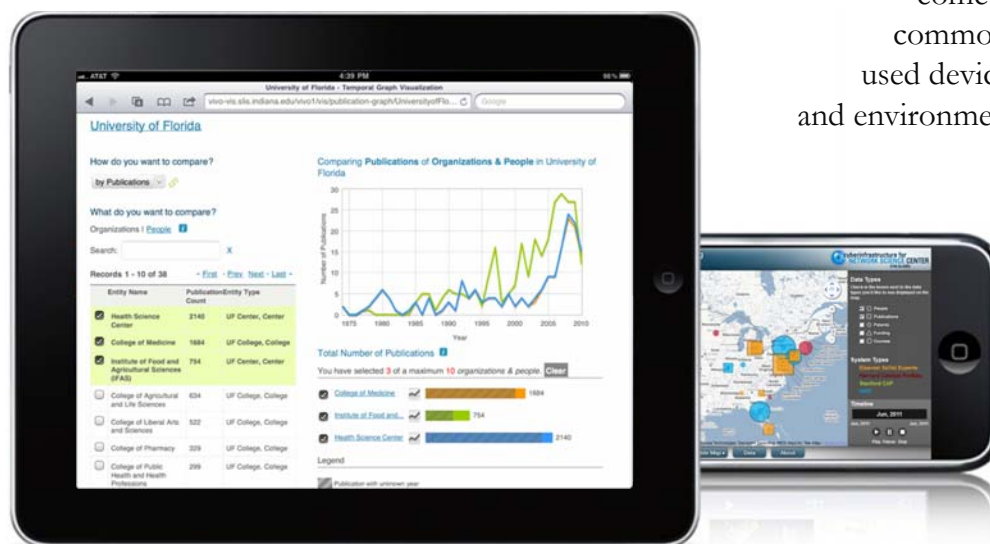 come
commo
used devic
and environme
AT&T
4:39 PM
University of Florida - Temporal Graph Visualization
vivo-vis.slis.indiana.edu/vivo1/vis/publication-graph/UniversityofFlo...
Google
University of Florida
How do you want to compare?
by Publications
What do you want to compare?
Organizations | People
Search:
X
Records 1 - 10 of 38
First
Prev
Next
Last
Entity Name
Publication Count
Entity Type
Health Science Center
2140
UF Center, Center
College of Medicine
1684
UF College, College
Institute of Food and Agricultural Sciences (IFAS)
754
UF Center, Center
College of Agricultural and Life Sciences
634
UF College, College
College of Liberal Arts and Sciences
522
UF College, College
College of Pharmacy
329
UF College, College
College of Public Health and Health Professions
299
UF College, College
Comparing Publications of Organizations & People in University of
Florida
Number of Publications
30
25
20
15
10
5
0
1975 1980 1985 1990 1995 2000 2005 2010
Year
Total Number of Publications
You have selected 3 of a maximum 10 organizations & people. Clear
College of Medicine
1684
Institute of Food and...
754
Health Science Center
2140
Legend
Publication with unknown year
cyberinfrastructure for
NETWORK SCIENCE CENTER
Data Types
People
Publications
Patents
Funding
Courses
System Types
Stanford CAP
Timeline
Jun, 2011
Data
About